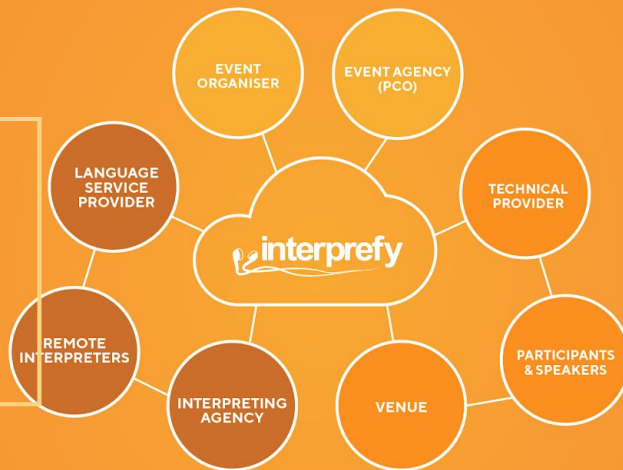 EVENT
ORGANISER
EVENT AGENCY
(PCO)
LANGUAGE
SERVICE
PROVIDER
TECHNICAL
PROVIDER
interprefy
REMOTE
INTERPRETERS
PARTICIPANTS
& SPEAKERS
INTERPRETING
AGENCY
VENUE